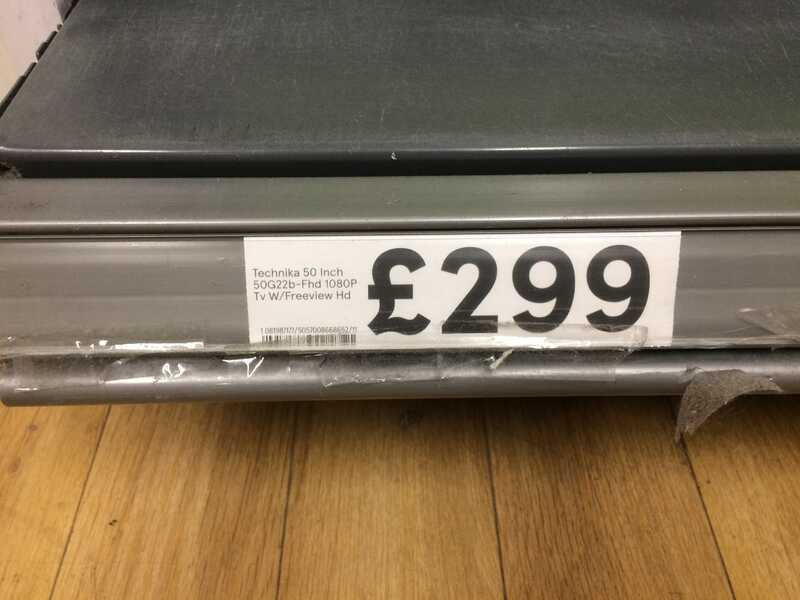 Technika 50 Inch
50G22b-Fhd 1080P
Tv W/Freeview Hd
£299